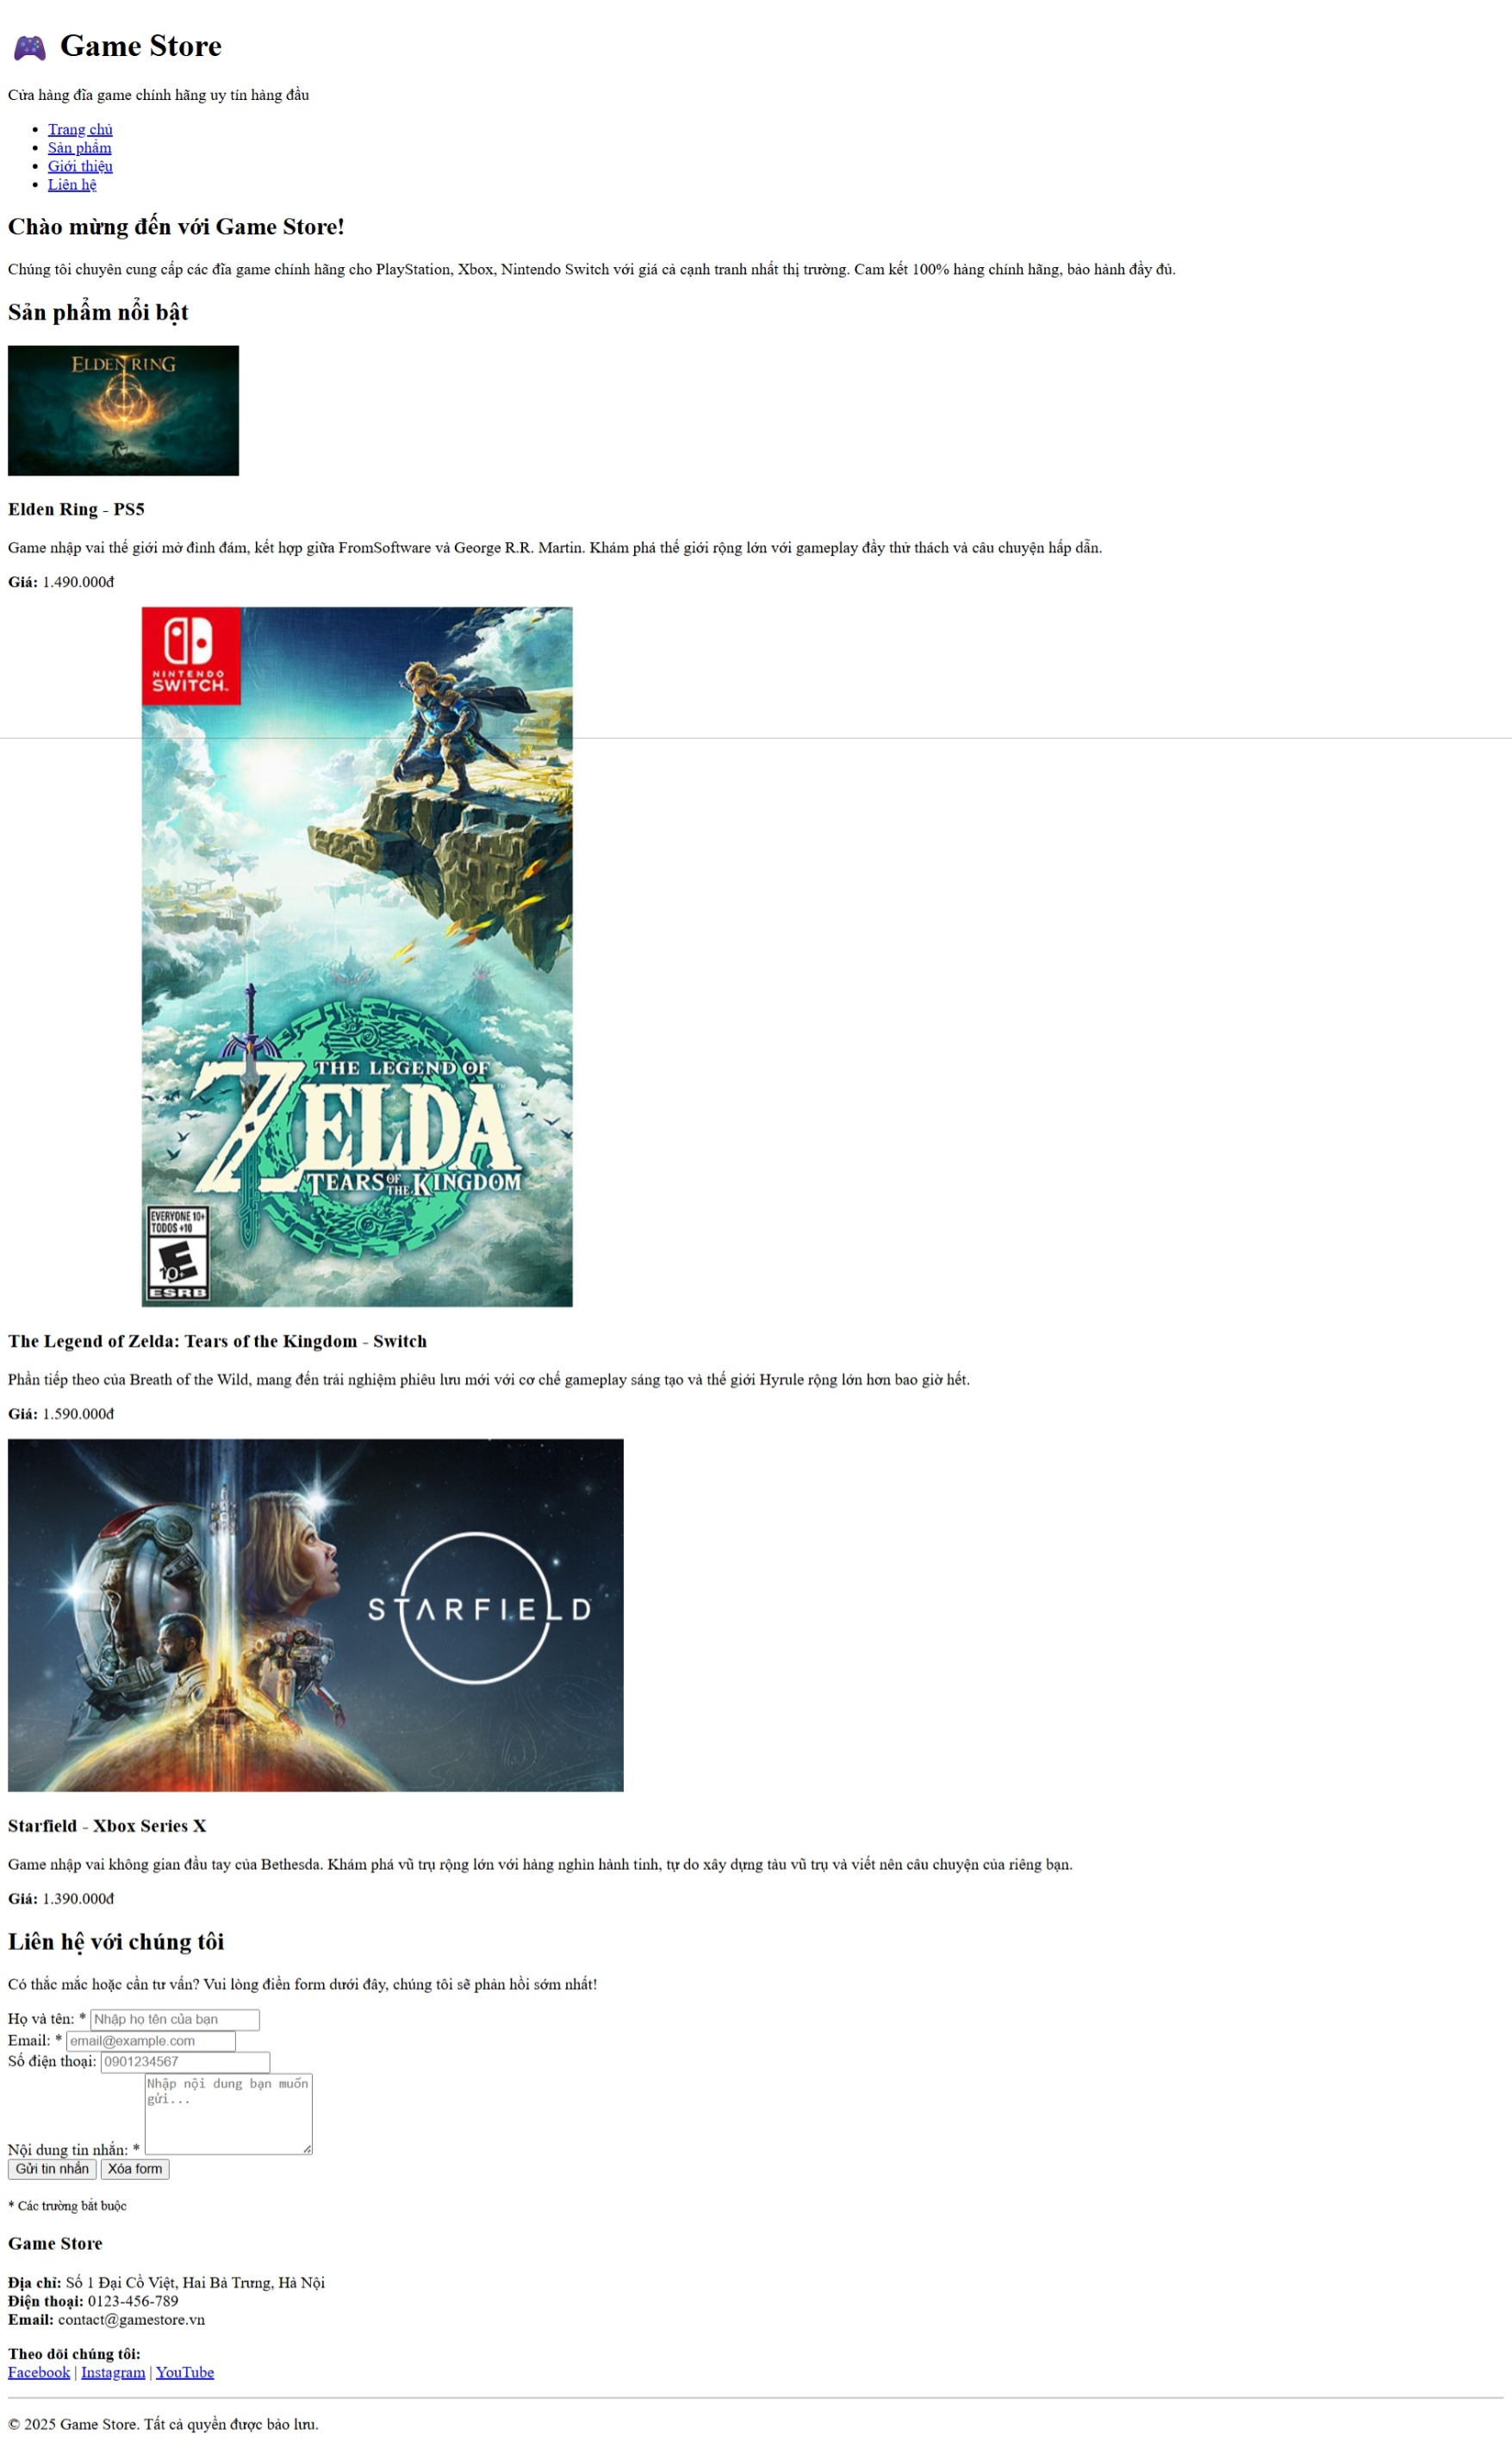 Game Store
Cửa hàng đĩa game chính hãng uy tín hàng đầu
Trang chủ
Sản phẩm
Giới thiệu
Liên hệ
Chào mừng đến với Game Store!
Chúng tôi chuyên cung cấp các đĩa game chính hãng cho PlayStation, Xbox, Nintendo Switch với giá cả cạnh tranh nhất thị trường. Cam kết 100% hàng chính hãng, bảo hành đầy đủ.
Sản phẩm nổi bật
ELDEN RING
Elden Ring - PS5
Game nhập vai thế giới mở đình đám, kết hợp giữa FromSoftware và George R.R. Martin. Khám phá thế giới rộng lớn với gameplay đầy thử thách và câu chuyện hấp dẫn.
Giá: 1.490.000đ
NINTENDO
SWITCH™
THE LEGEND OF
ZELDA™
TEARS OF THE KINGDOM
EVERYONE 10+
TODOS +10
E
10+
ESRB
The Legend of Zelda: Tears of the Kingdom - Switch
Phần tiếp theo của Breath of the Wild, mang đến trải nghiệm phiêu lưu mới với cơ chế gameplay sáng tạo và thế giới Hyrule rộng lớn hơn bao giờ hết.
Giá: 1.590.000đ
STARFIELD
Starfield - Xbox Series X
Game nhập vai không gian đầu tay của Bethesda. Khám phá vũ trụ rộng lớn với hàng nghìn hành tinh, tự do xây dựng tàu vũ trụ và viết nên câu chuyện của riêng bạn.
Giá: 1.390.000đ
Liên hệ với chúng tôi
Có thắc mắc hoặc cần tư vấn? Vui lòng điền form dưới đây, chúng tôi sẽ phản hồi sớm nhất!
Họ và tên: * Nhập họ tên của bạn
Email: * email@example.com
Số điện thoại: 0901234567
Nhập nội dung bạn muốn
gửi...
Nội dung tin nhắn: *
Gửi tin nhắn Xóa form
* Các trường bắt buộc
Game Store
Địa chỉ: Số 1 Đại Cồ Việt, Hai Bà Trưng, Hà Nội
Điện thoại: 0123-456-789
Email: contact@gamestore.vn
Theo dõi chúng tôi:
Facebook | Instagram | YouTube
© 2025 Game Store. Tất cả quyền được bảo lưu.